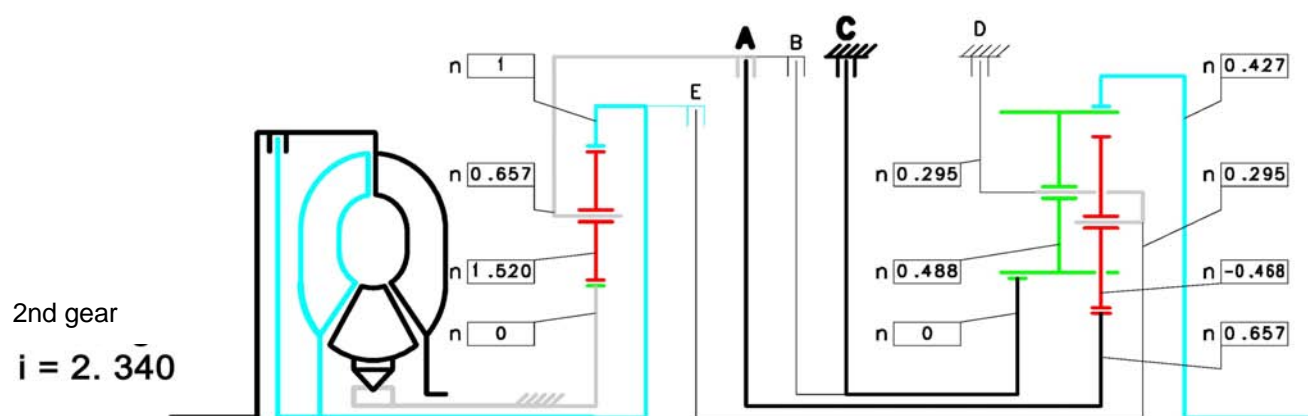 A
B
C
D
n 1
n 0.427
E
n 0.657
n 0.295
n 0.295
n 1.520
n 0.488
n -0.468
2nd gear
n 0
n 0
n 0.657
i = 2. 340